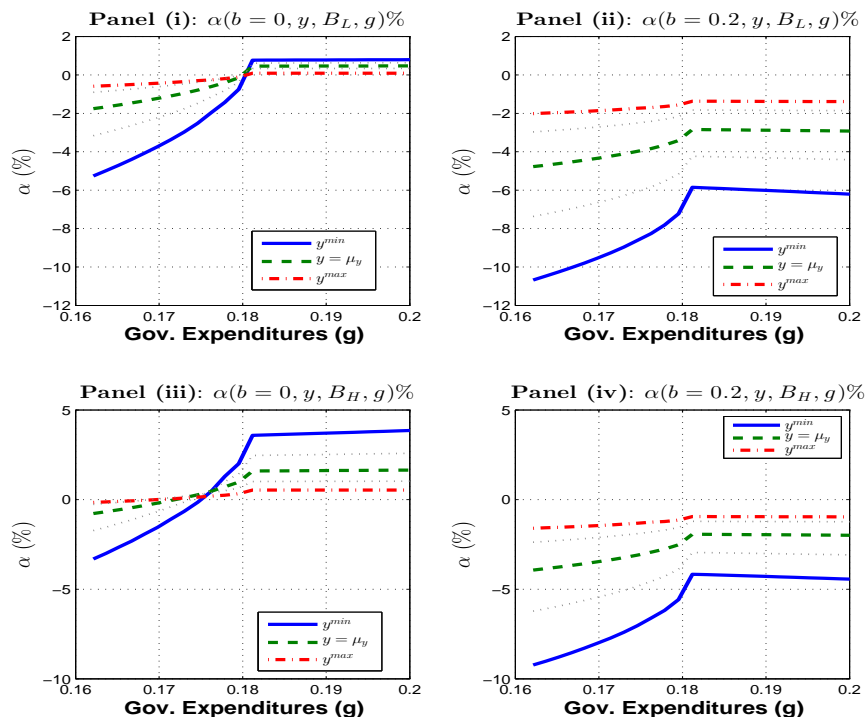 Panel (i): α(b = 0, y, B_L, g)%
2
0
−2
−4
−6
−8
−10
−12
α (%)
0.16
0.17
0.18
0.19
0.2
Gov. Expenditures (g)
y^{min}
y = μ_y
y^{max}
Panel (ii): α(b = 0.2, y, B_L, g)%
2
0
−2
−4
−6
−8
−10
−12
α (%)
0.16
0.17
0.18
0.19
0.2
Gov. Expenditures (g)
y^{min}
y = μ_y
y^{max}
Panel (iii): α(b = 0, y, B_H, g)%
5
0
−5
−10
α (%)
0.16
0.17
0.18
0.19
0.2
Gov. Expenditures (g)
y^{min}
y = μ_y
y^{max}
Panel (iv): α(b = 0.2, y, B_H, g)%
5
0
−5
−10
α (%)
0.16
0.17
0.18
0.19
0.2
Gov. Expenditures (g)
y^{min}
y = μ_y
y^{max}